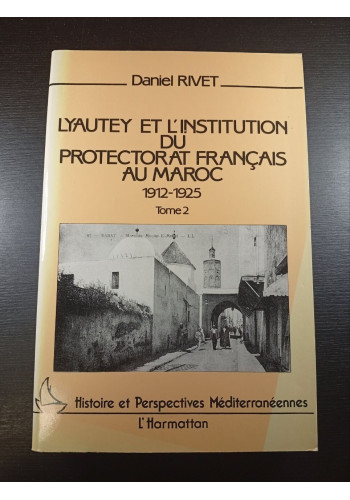 Daniel RIVET
LYAUTEY ET L'INSTITUTION
DU
PROTECTORAT FRANÇAIS
AU MAROC
1912-1925
Tome 2
Histoire et Perspectives Méditerranéennes
L'Harmattan